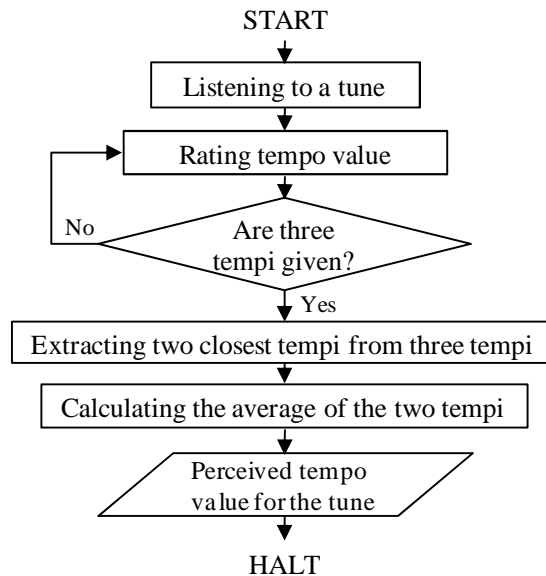 START
Listening to a tune
Rating tempo value
No
Are three
tempi given?
Yes
Extracting two closest tempi from three tempi
Calculating the average of the two tempi
Perceived tempo
value for the tune
HALT